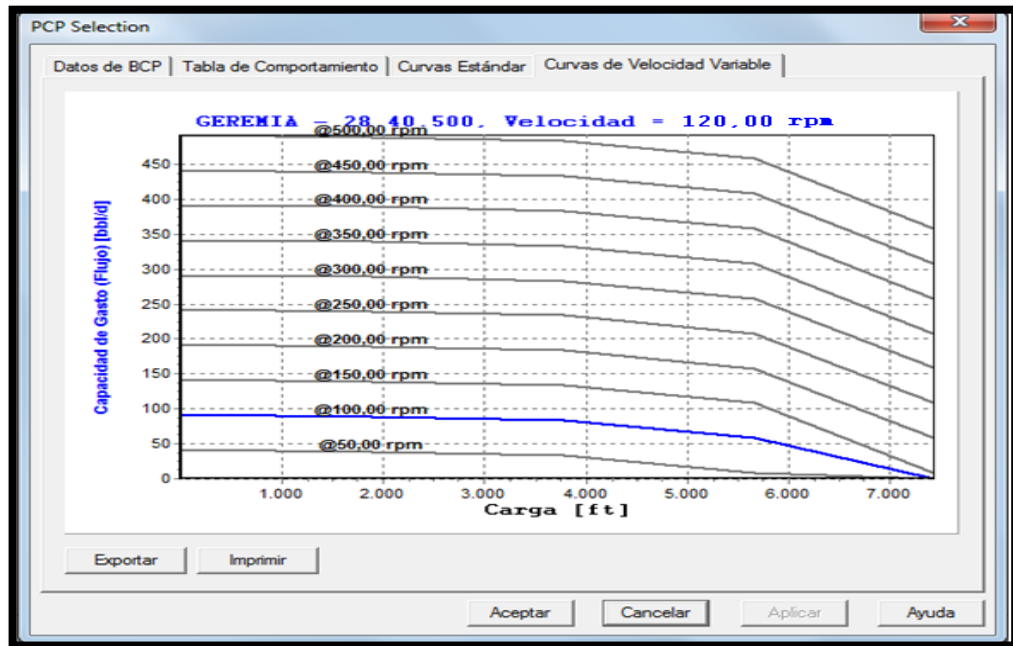 PCP Selection
Datos de BCP Tabla de Comportamiento Curvas Estándar Curvas de Velocidad Variable
GEREMIA - 28.40.500, Velocidad = 120,00 rpm
@500,00 rpm
@450,00 rpm
@400,00 rpm
@350,00 rpm
@300,00 rpm
@250,00 rpm
@200,00 rpm
@150,00 rpm
@100,00 rpm
@50,00 rpm
Capacidad de Gasto (Flujo) [bbl/d]
450
400
350
300
250
200
150
100
50
0
1.000 2.000 3.000 4.000 5.000 6.000 7.000
Carga [ft]
Exportar Imprimir
Aceptar Cancelar Aplicar Ayuda